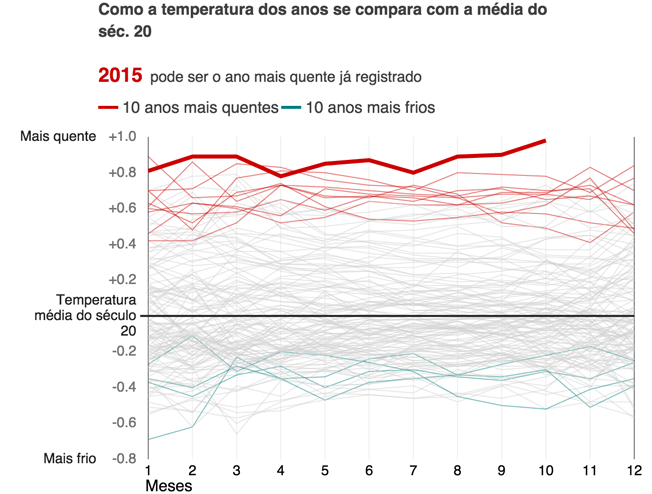 Como a temperatura dos anos se compara com a média do
séc. 20
2015 pode ser o ano mais quente já registrado
10 anos mais quentes 10 anos mais frios
Mais quente +1.0
+0.8
+0.6
+0.4
+0.2
Temperatura
média do século
20
-0.2
-0.4
-0.6
Mais frio -0.8
1 2 3 4 5 6 7 8 9 10 11 12
Meses